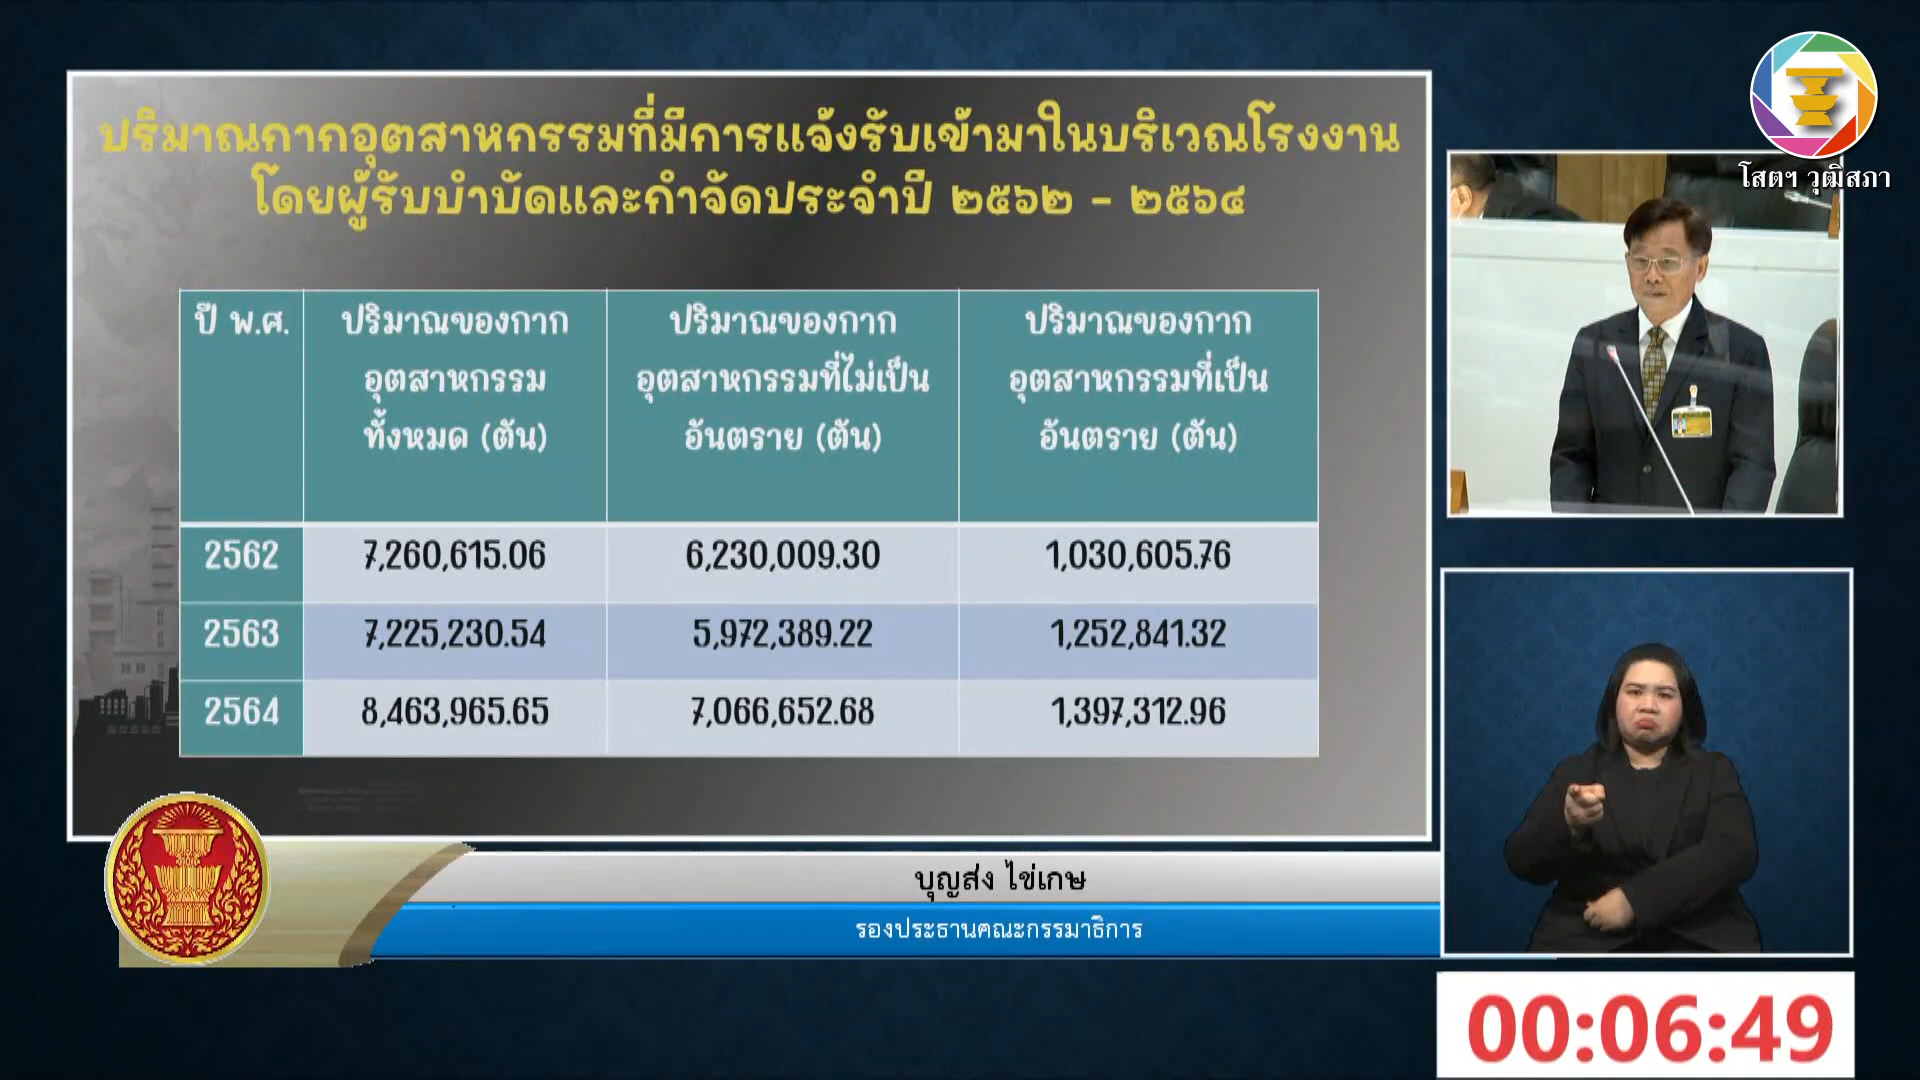 ปริมาณกากอุตสาหกรรมที่มีการแจ้งรับเข้ามาในบริเวณโรงงาน
โดยผู้รับบำบัดและกำจัดประจำปี ๒๕๖๒ - ๒๕๖๔
ปี พ.ศ.
ปริมาณของกาก
อุตสาหกรรม
ทั้งหมด (ตัน)
ปริมาณของกาก
อุตสาหกรรมที่ไม่เป็น
อันตราย (ตัน)
ปริมาณของกาก
อุตสาหกรรมที่เป็น
อันตราย (ตัน)
2562 7,260,615.06 6,230,009.30 1,030,605.76
2563 7,225,230.54 5,972,389.22 1,252,841.32
2564 8,463,965.65 7,066,652.68 1,397,312.96
โสตฯ วุฒิสภา
บุญส่ง ไข่เกษ
รองประธานคณะกรรมาธิการ
00:06:49